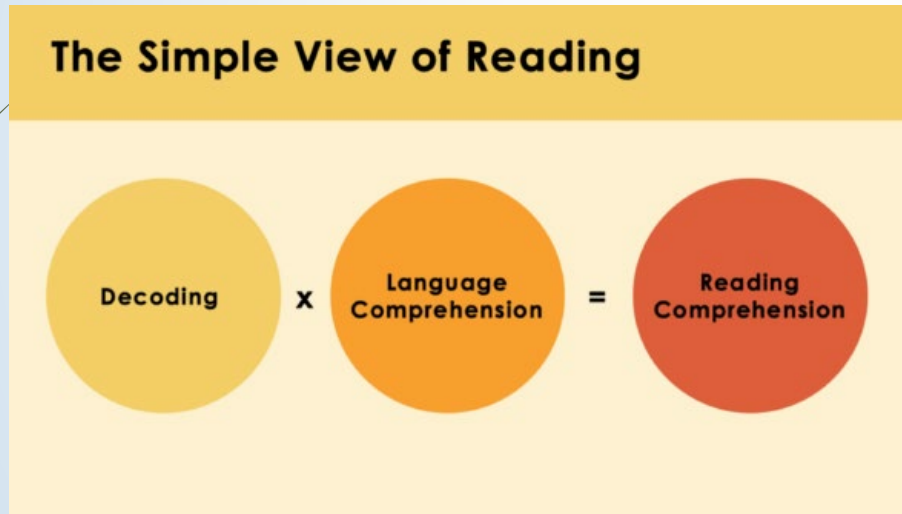 The Simple View of Reading
Decoding
x
Language
Comprehension
=
Reading
Comprehension